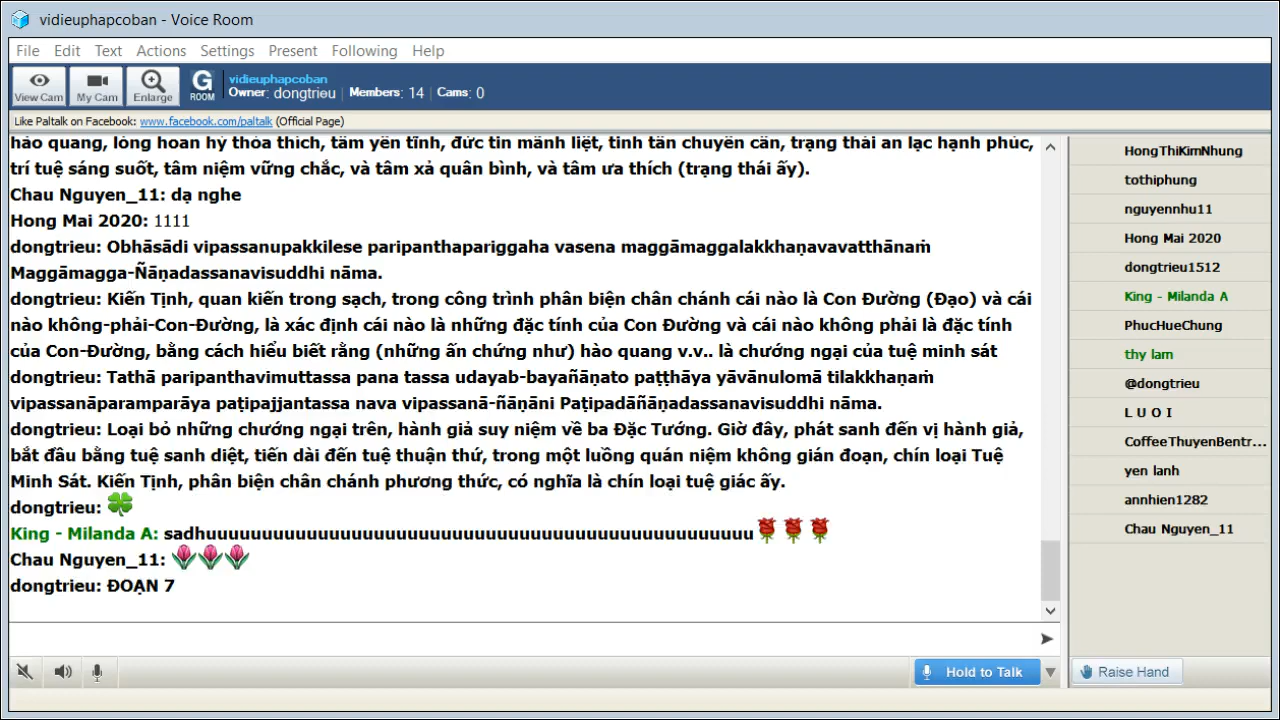 vidieuphapcoban - Voice Room
File Edit Text Actions Settings Present Following Help
View Cam My Cam Enlarge G ROOM vidieuphapcoban
Owner: dongtrieu | Members: 14 | Cams: 0
Like Paltalk on Facebook: www.facebook.com/paltalk (Official Page)
hào quang, lòng hoan hỷ thỏa thích, tâm yên tĩnh, đức tin mãnh liệt, tinh tấn chuyên cần, trạng thái an lạc hạnh phúc,
trí tuệ sáng suốt, tâm niệm vững chắc, và tâm xả quân bình, và tâm ưa thích (trạng thái ấy).
Chau Nguyen_11: dạ nghe
Hong Mai 2020: 1111
dongtrieu: Obhāsādi vipassanupakkilese paripanthapariggaha vasena maggāmaggalakkhaṇavavatthānaṁ
Maggāmagga-Ñāṇadassanavisuddhi nāma.
dongtrieu: Kiến Tịnh, quan kiến trong sạch, trong công trình phân biện chân chánh cái nào là Con Đường (Đạo) và cái
nào không-phải-Con-Đường, là xác định cái nào là những đặc tính của Con Đường và cái nào không phải là đặc tính
của Con-Đường, bằng cách hiểu biết rằng (những ấn chứng như) hào quang v.v.. là chướng ngại của tuệ minh sát
dongtrieu: Tathā paripanthavimuttassa pana tassa udayab-bayañāṇato paṭṭhāya yāvānulomā tilakkhaṇaṁ
vipassanāparamparāya paṭipajjantassa nava vipassanā-ñāṇāni Paṭipadāñāṇadassanavisuddhi nāma.
dongtrieu: Loại bỏ những chướng ngại trên, hành giả suy niệm về ba Đặc Tướng. Giờ đây, phát sanh đến vị hành giả,
bắt đầu bằng tuệ sanh diệt, tiến dài đến tuệ thuận thứ, trong một luồng quán niệm không gián đoạn, chín loại Tuệ
Minh Sát. Kiến Tịnh, phân biện chân chánh phương thức, có nghĩa là chín loại tuệ giác ấy.
dongtrieu:
King - Milanda A: sadhuuuuuuuuuuuuuuuuuuuuuuuuuuuuuuuuuuuuuuuuuuuuuuuuuu
Chau Nguyen_11:
dongtrieu: ĐOẠN 7
HongThiKimNhung
tothiphung
nguyennhu11
Hong Mai 2020
dongtrieu1512
King - Milanda A
PhucHueChung
thy lam
@dongtrieu
L U O I
CoffeeThuyenBentr...
yen lanh
annhien1282
Chau Nguyen_11
Hold to Talk
Raise Hand